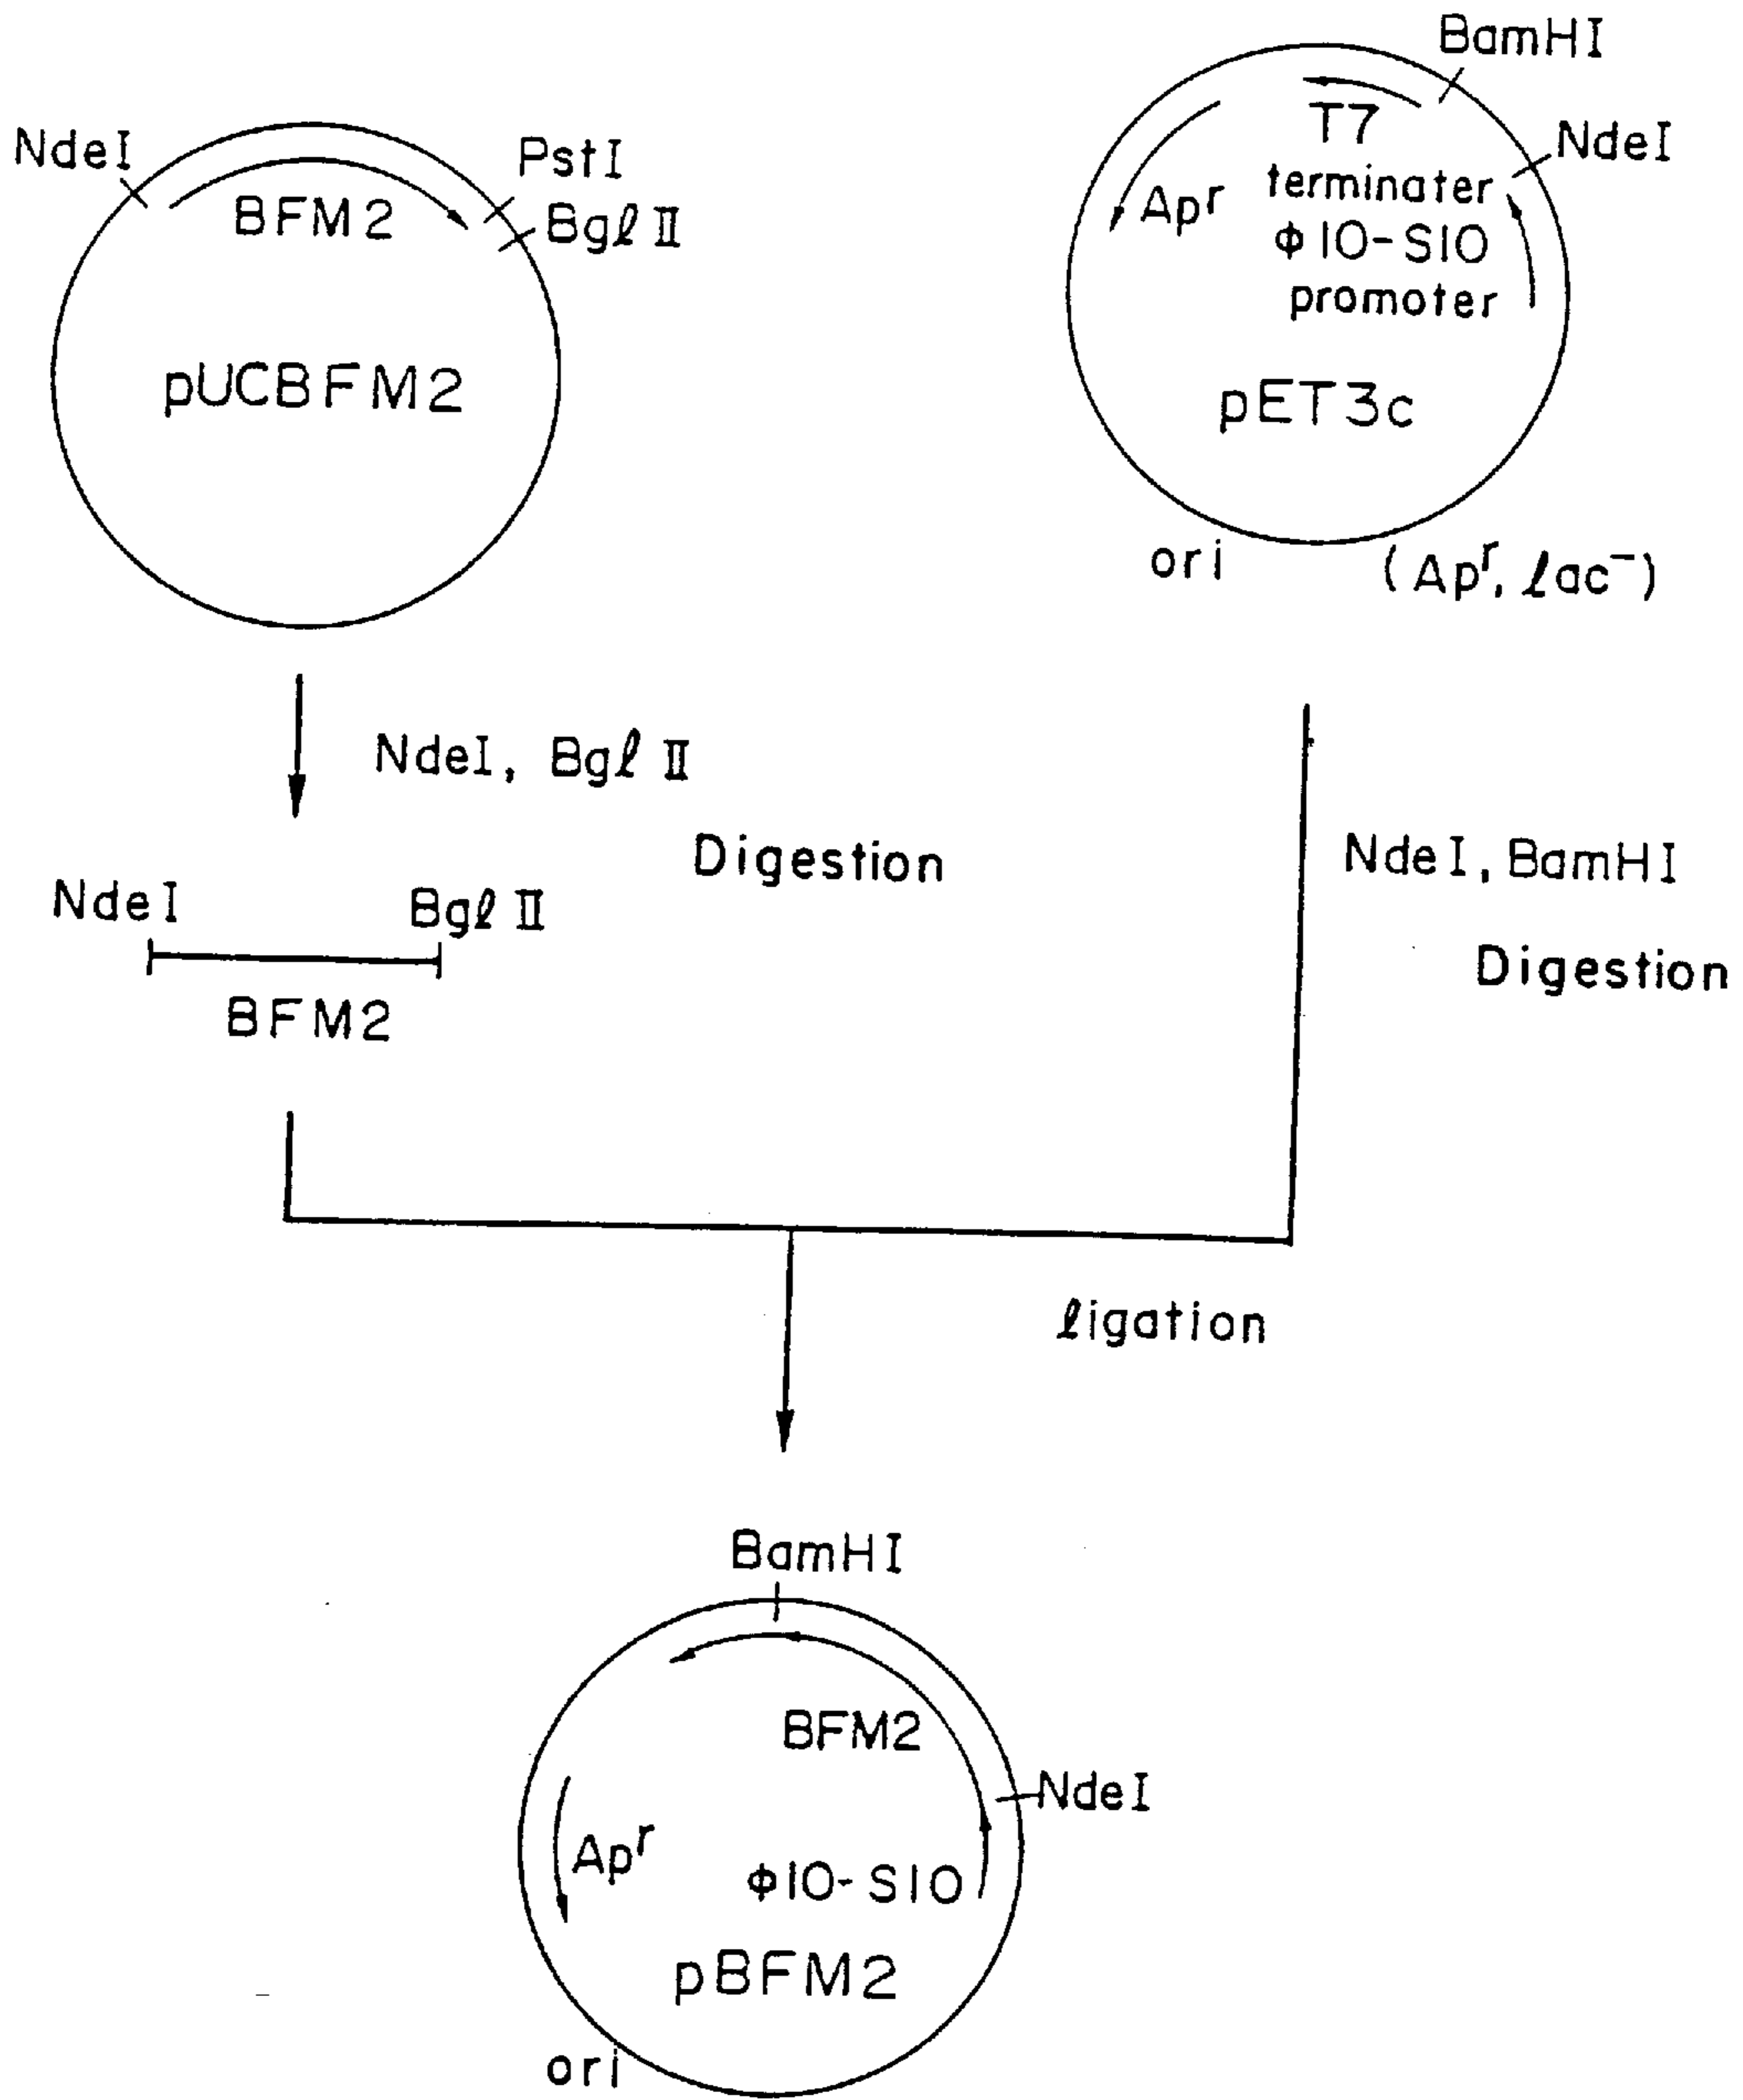 BamHI
NdeI
PstI
BglII
BFM2
pUCBFM2
NdeI
T7
terminater
Φ10-S10
promoter
Apʳ
pET3c
ori
(Apʳ, lac⁻)
NdeI, BglII
Digestion
NdeI, BamHI
Digestion
NdeI
BglII
BFM2
ligation
BamHI
BFM2
NdeI
Apʳ
Φ10-S10
pBFM2
ori